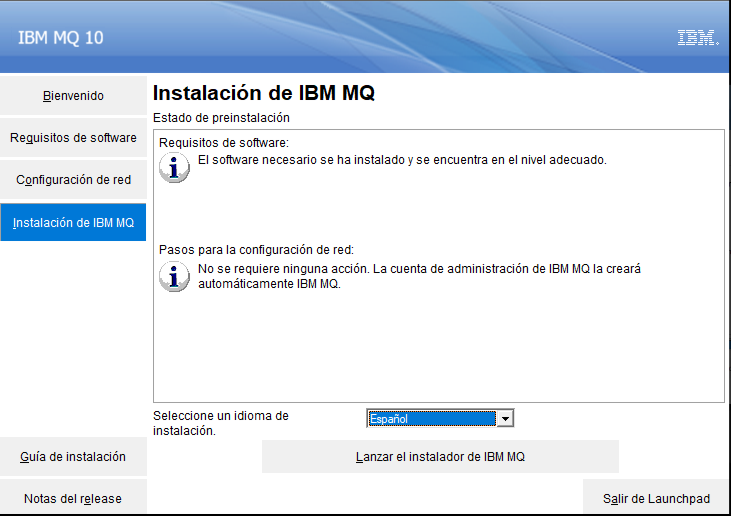 IBM MQ 10
IBM.
Bienvenido
Requisitos de software
Configuración de red
Instalación de IBM MQ
Instalación de IBM MQ
Estado de preinstalación
Requisitos de software:
El software necesario se ha instalado y se encuentra en el nivel adecuado.
Pasos para la configuración de red:
No se requiere ninguna acción. La cuenta de administración de IBM MQ la creará
automáticamente IBM MQ.
Seleccione un idioma de
instalación.
Español
Guía de instalación
Lanzar el instalador de IBM MQ
Notas del release
Salir de Launchpad